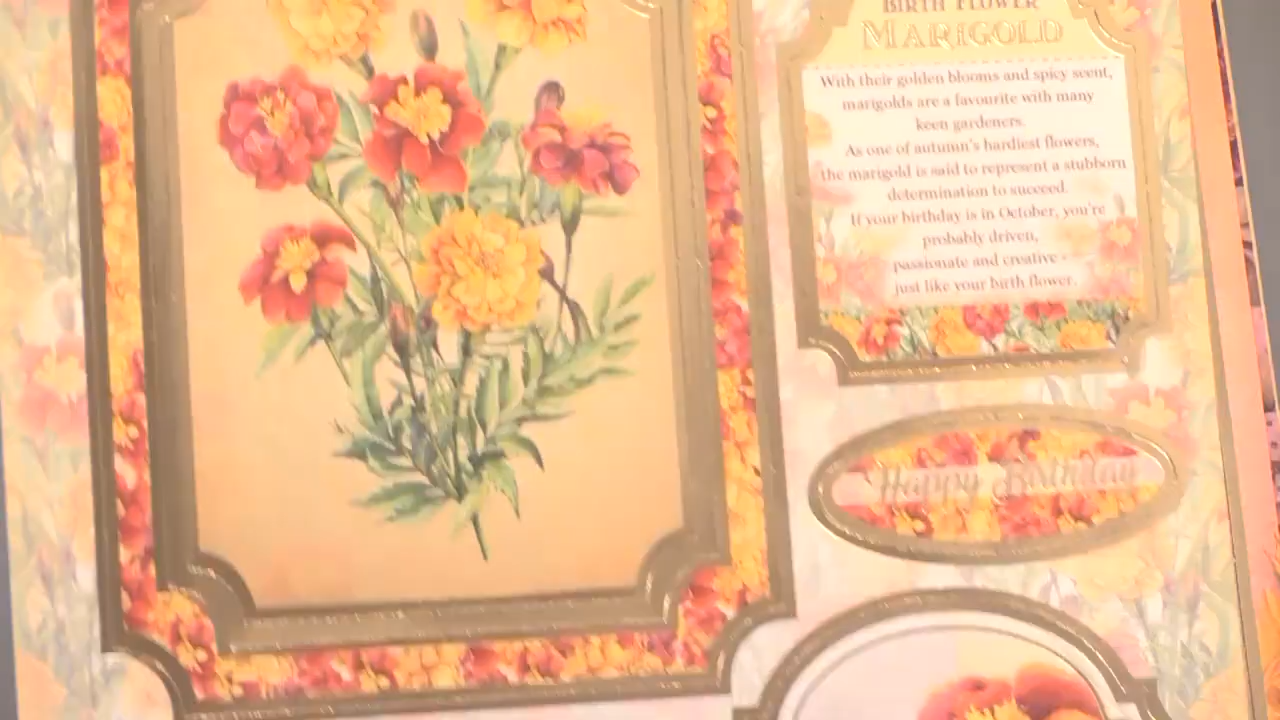 BIRTH FLOWER
MARIGOLD
With their golden blooms and spicy scent,
marigolds are a favourite with many
keen gardeners.
As one of autumn's hardiest flowers,
the marigold is said to represent a stubborn
determination to succeed.
If your birthday is in October, you're
probably driven,
passionate and creative -
just like your birth flower.
Happy Birthday